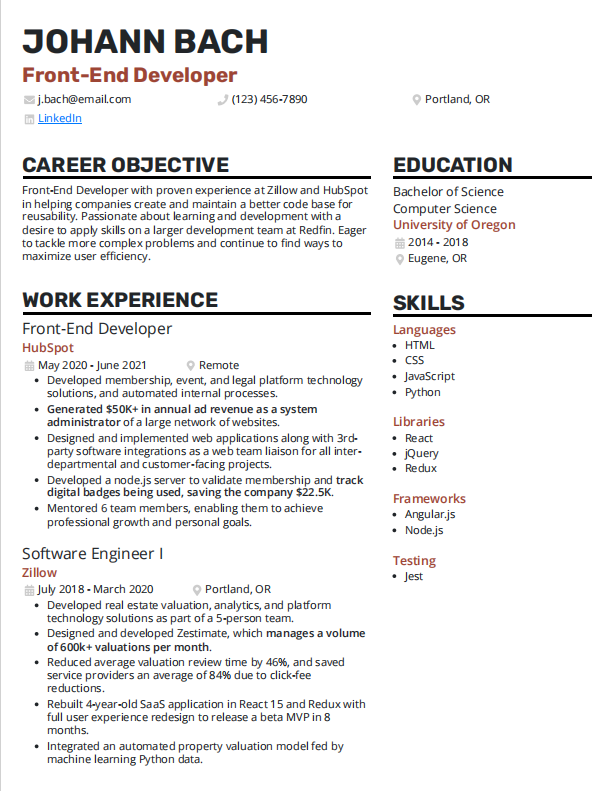 JOHANN BACH
Front-End Developer
j.bach@email.com
(123) 456-7890
Portland, OR
LinkedIn
CAREER OBJECTIVE
Front-End Developer with proven experience at Zillow and HubSpot
in helping companies create and maintain a better code base for
reusability. Passionate about learning and development with a
desire to apply skills on a larger development team at Redfin. Eager
to tackle more complex problems and continue to find ways to
maximize user efficiency.
WORK EXPERIENCE
Front-End Developer
HubSpot
May 2020 - June 2021
Remote
• Developed membership, event, and legal platform technology
solutions, and automated internal processes.
• Generated $50K+ in annual ad revenue as a system
administrator of a large network of websites.
• Designed and implemented web applications along with 3rd-
party software integrations as a web team liaison for all inter-
departmental and customer-facing projects.
• Developed a node.js server to validate membership and track
digital badges being used, saving the company $22.5K.
• Mentored 6 team members, enabling them to achieve
professional growth and personal goals.
Software Engineer I
Zillow
July 2018 - March 2020
Portland, OR
• Developed real estate valuation, analytics, and platform
technology solutions as part of a 5-person team.
• Designed and developed Zestimate, which manages a volume
of 600k+ valuations per month.
• Reduced average valuation review time by 46%, and saved
service providers an average of 84% due to click-fee
reductions.
• Rebuilt 4-year-old SaaS application in React 15 and Redux with
full user experience redesign to release a beta MVP in 8
months.
• Integrated an automated property valuation model fed by
machine learning Python data.
EDUCATION
Bachelor of Science
Computer Science
University of Oregon
2014 - 2018
Eugene, OR
SKILLS
Languages
• HTML
• CSS
• JavaScript
• Python
Libraries
• React
• jQuery
• Redux
Frameworks
• Angular.js
• Node.js
Testing
• Jest